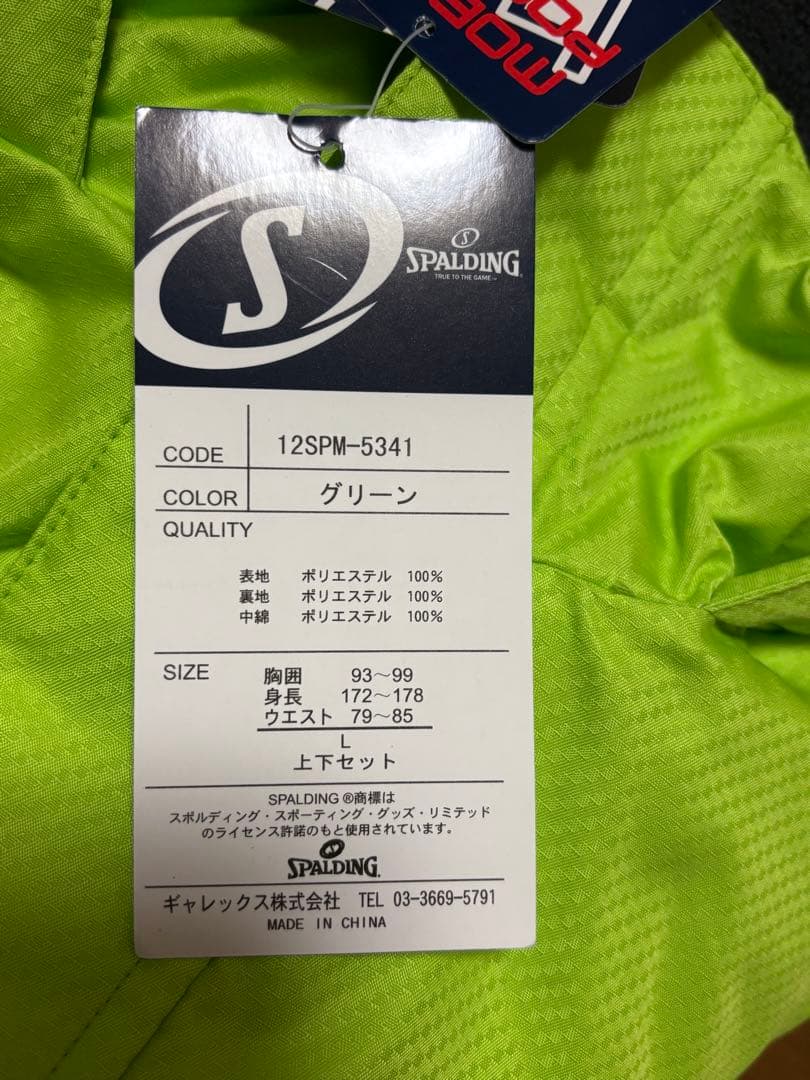 S
SPALDING
TRUE TO THE GAME™
CODE 12SPM-5341
COLOR グリーン
QUALITY
表地 ポリエステル 100%
裏地 ポリエステル 100%
中綿 ポリエステル 100%
SIZE 胸囲 93～99
身長 172～178
ウエスト 79～85
L
上下セット
SPALDING ®商標は
スポルディング・スポーティング・グッズ・リミテッド
のライセンス許諾のもと使用されています。
SPALDING
ギャレックス株式会社 TEL 03-3669-5791
MADE IN CHINA